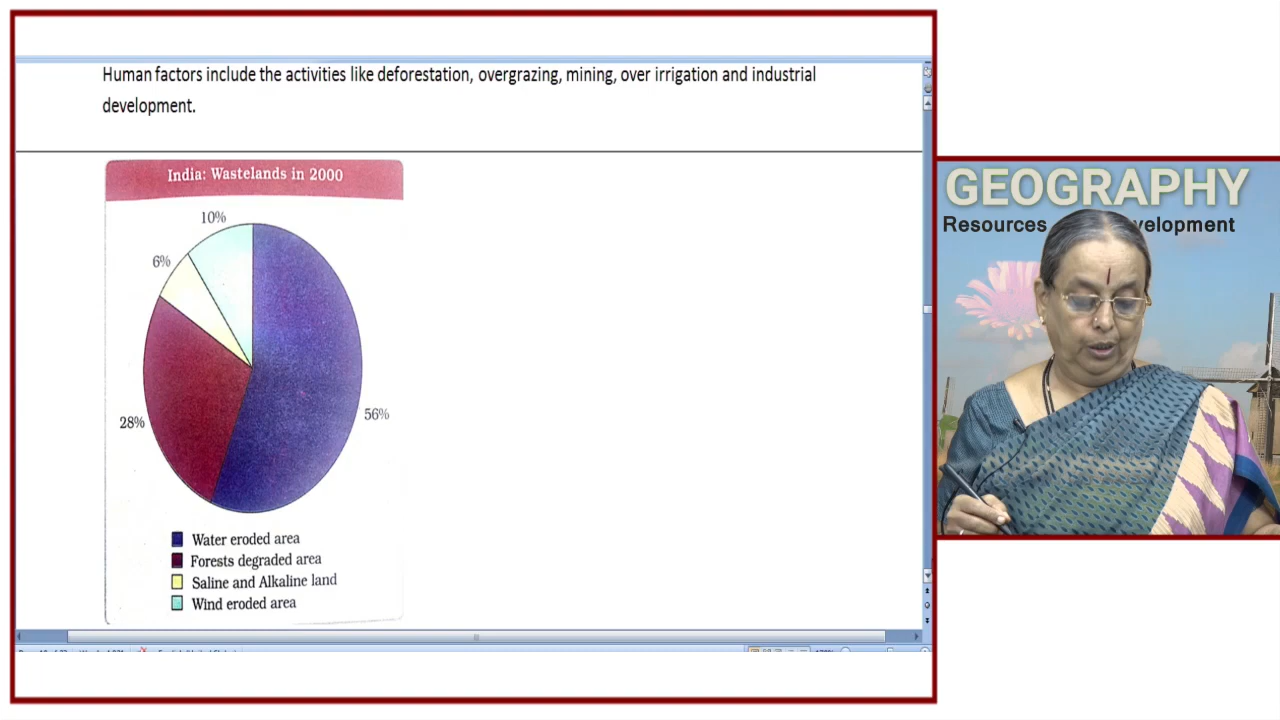 Human factors include the activities like deforestation, overgrazing, mining, over irrigation and industrial
development.
India: Wastelands in 2000
10%
6%
28%
56%
Water eroded area
Forests degraded area
Saline and Alkaline land
Wind eroded area
GEOGRAPHY
Resources velopment